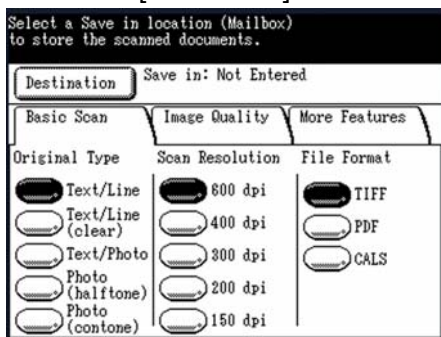 Select a Save in location (Mailbox)
to store the scanned documents.
Destination
Save in: Not Entered
Basic Scan
Image Quality
More Features
Original Type
Scan Resolution
File Format
Text/Line
600 dpi
TIFF
Text/Line
(clear)
400 dpi
PDF
Text/Photo
300 dpi
CALS
Photo
(halftone)
200 dpi
Photo
(contone)
150 dpi